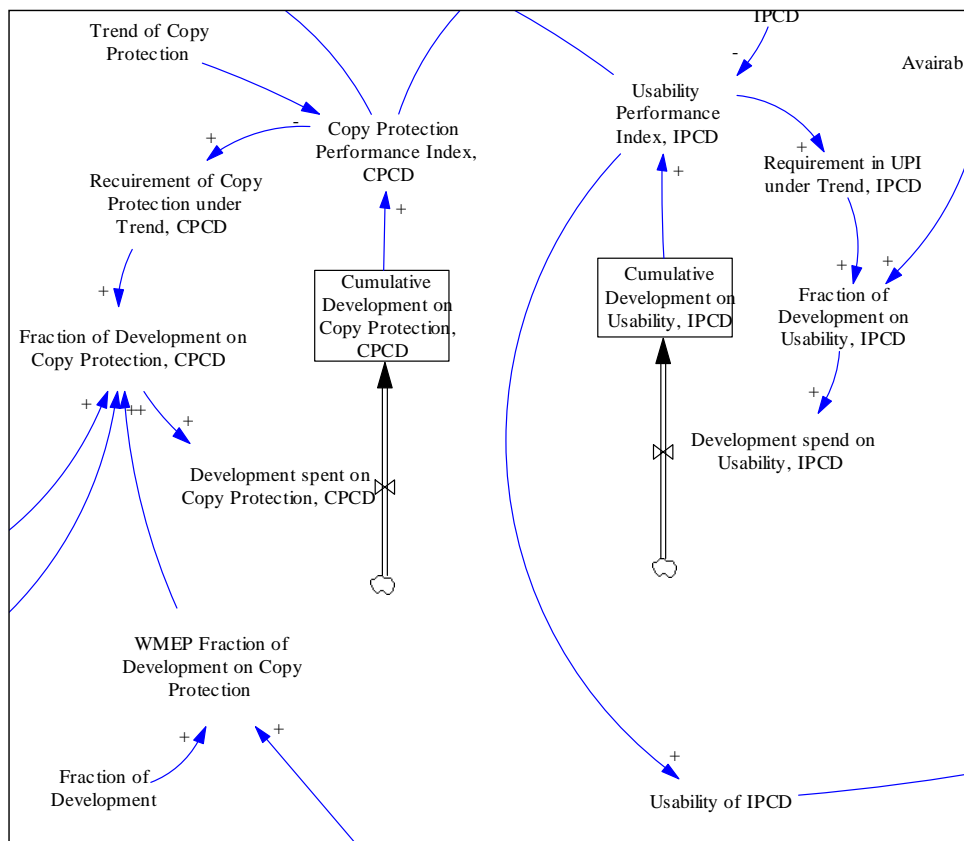 IPCD
Trend of Copy
Protection
Avairab
-
Usability
Performance
Index, IPCD
-
Copy Protection
Performance Index,
CPCD
+
+
Requirement in UPI
under Trend, IPCD
Recuirement of Copy
Protection under
Trend, CPCD
+
+
Cumulative
Development on
Copy Protection,
CPCD
Cumulative
Development on
Usability, IPCD
+
+
Fraction of
Development on
Usability, IPCD
+
Fraction of Development on
Copy Protection, CPCD
+
++
+
+
Development spent on
Copy Protection, CPCD
Development spend on
Usability, IPCD
WMEP Fraction of
Development on Copy
Protection
+
+
Fraction of
Development
+
Usability of IPCD